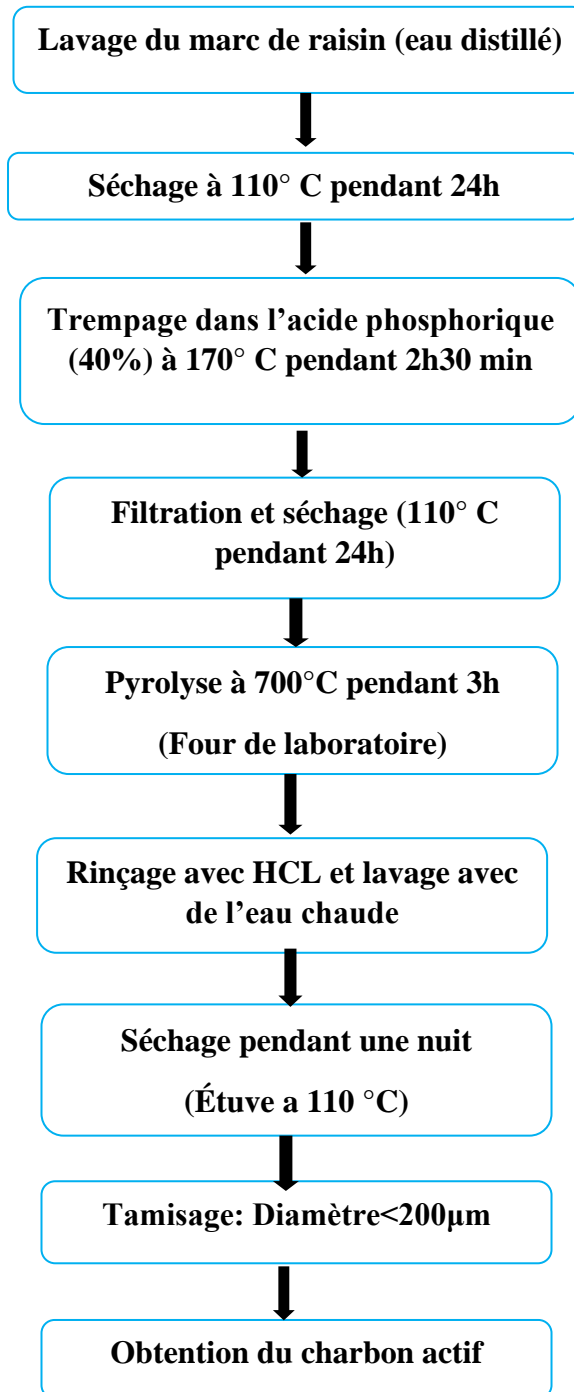 Lavage du marc de raisin (eau distillé)
Séchage à 110° C pendant 24h
Trempage dans l’acide phosphorique
(40%) à 170° C pendant 2h30 min
Filtration et séchage (110° C
pendant 24h)
Pyrolyse à 700°C pendant 3h
(Four de laboratoire)
Rinçage avec HCL et lavage avec
de l’eau chaude
Séchage pendant une nuit
(Étuve a 110 °C)
Tamisage: Diamètre<200µm
Obtention du charbon actif